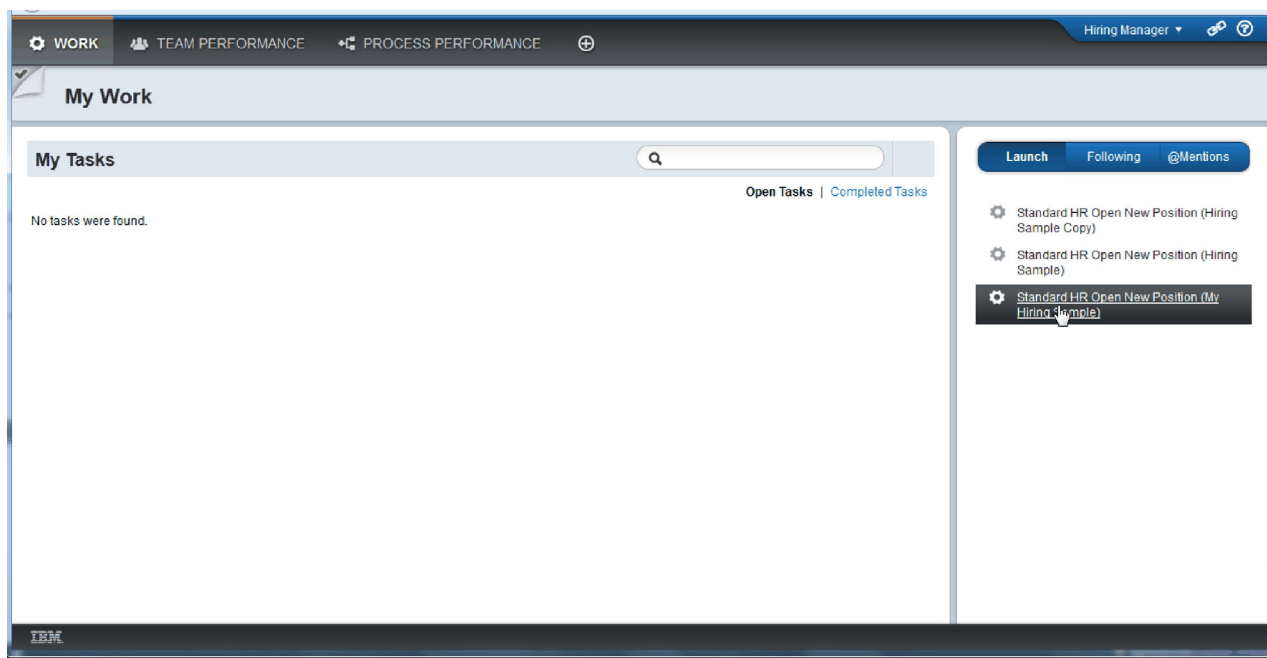 WORK
TEAM PERFORMANCE
PROCESS PERFORMANCE
Hiring Manager
My Work
My Tasks
Open Tasks | Completed Tasks
No tasks were found.
Launch
Following
@Mentions
Standard HR Open New Position (Hiring
Sample Copy)
Standard HR Open New Position (Hiring
Sample)
Standard HR Open New Position (My
Hiring Sample)
IBM